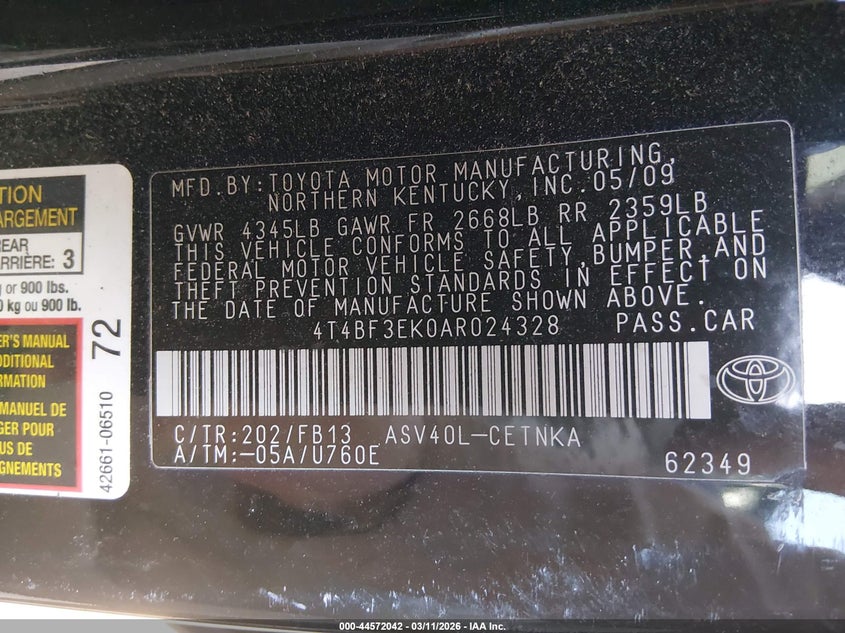 TION
ARGEMENT
REAR
ARRIÈRE: 3
g or 900 lbs.
0 kg ou 900 lb.
ER'S MANUAL
ADDITIONAL
RMATION
MANUEL DE
GER POUR
GNEMENTS
72
42661-06510
MFD.BY:TOYOTA MOTOR MANUFACTURING,
NORTHERN KENTUCKY,INC.05/09
GVWR 4345LB GAWR FR 2668LB RR 2359LB
THIS VEHICLE CONFORMS TO ALL APPLICABLE
FEDERAL MOTOR VEHICLE SAFETY,BUMPER,AND
THEFT PREVENTION STANDARDS IN EFFECT ON
THE DATE OF MANUFACTURE SHOWN ABOVE.
4T4BF3EK0AR024328 PASS.CAR
C/TR:202/FB13 ASV40L-CETNKA
A/TM:-05A/U760E
62349
000-44572042 / 03/11/2026 - IAA Inc.